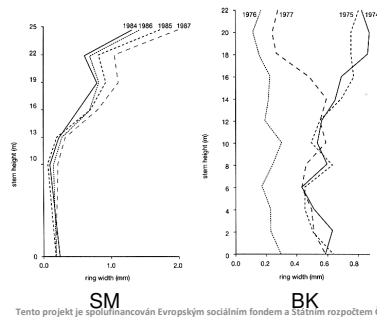 1984 1986 1985 1987
1976 1977 1975 1974
25
22
19
16
13
10
0
stem height (m)
0.0 1.0 2.0
ring width (mm)
SM
22
20
18
16
14
12
10
8
6
4
2
0
stem height (m)
0.0 0.2 0.4 0.6 0.8
ring width (mm)
BK
Tento projekt je spolufinancován Evropským sociálním fondem a Státním rozpočtem